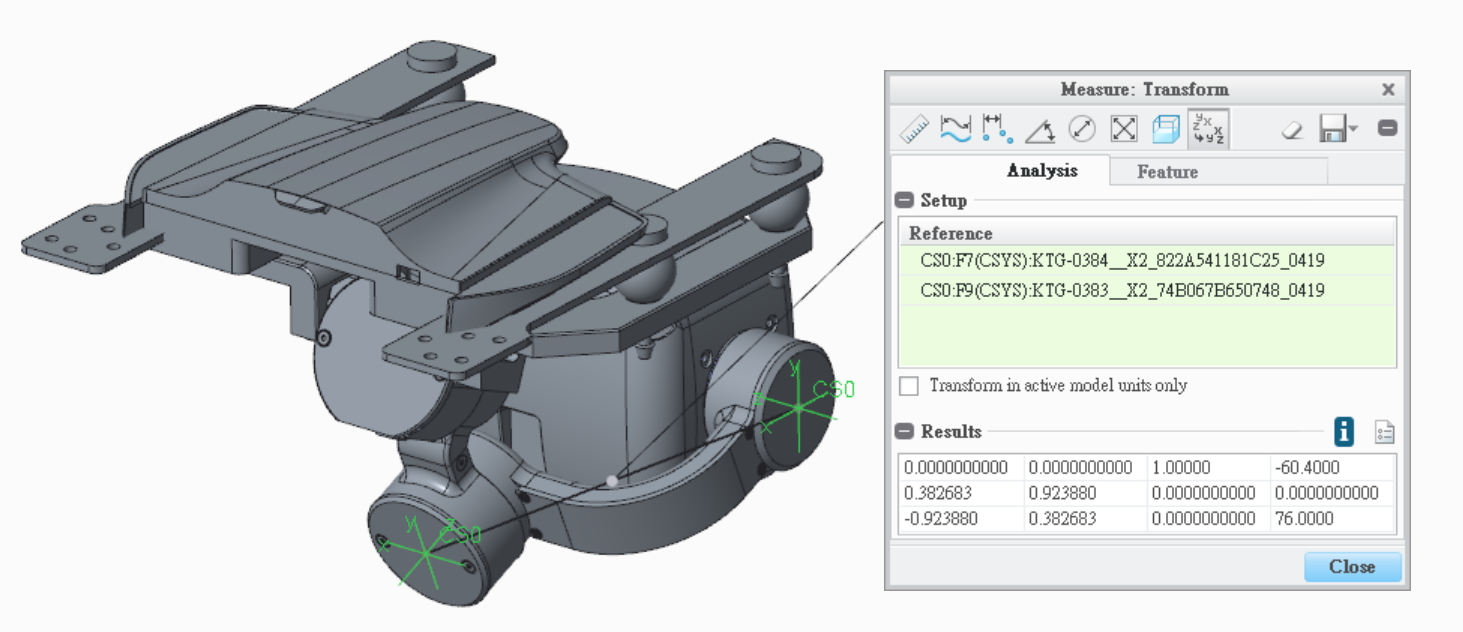 Measure: Transform
Analysis Feature
Setup
Reference
CS0:F7(CSYS):KTG-0384__X2_822A541181C25_0419
CS0:F9(CSYS):KTG-0383__X2_74B067B650748_0419
Transform in active model units only
Results
0.0000000000 0.0000000000 1.00000 -60.4000
0.382683 0.923880 0.0000000000 0.0000000000
-0.923880 0.382683 0.0000000000 76.0000
Close
y
CS0
z
x
y
z
CS0
x